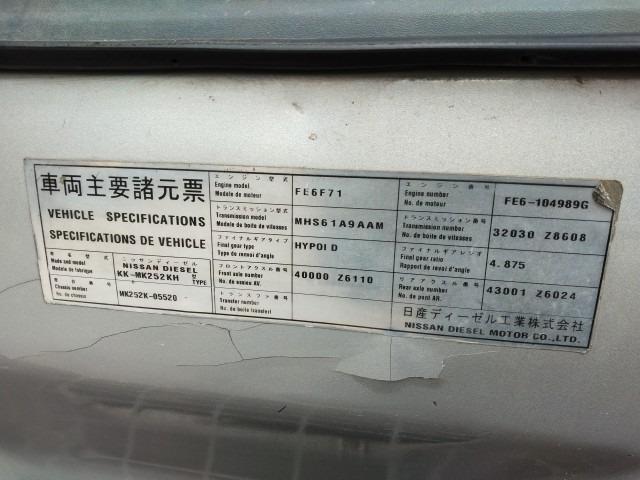 車両主要諸元票
VEHICLE SPECIFICATIONS
SPECIFICATIONS DE VEHICLE
Make and model
Modele de fabrique
ニッサンディーゼル
NISSAN DIESEL
KK-MK252KH 型式 TYPE
車台番号
Chassis number
No. de chassis
MK252K-05520
エンジン型式
Engine model
Modele de moteur
FE6F71
トランスミッション型式
Transmission model
Modele de boite de vitesses
MHS61A9AAM
ファイナルギアタイプ
Final gear type
Type de renvoi d'angle
HYPOID
フロントアクスル番号
Front axle number
No. de essieu AV.
40000 Z6110
トランスファ番号
Transfer number
No. de boite transfert
エンジン番号
Engine number
No. de moteur
FE6-104989G
トランスミッション番号
Transmission number
No. de boite de vitesses
32030 Z8608
ファイナルギアレシオ
Final gear ratio
Rapport de renvoi d'angle
4.875
リアアクスル番号
Rear axle number
No. de pont AR.
43001 Z6024
日産ディーゼル工業株式会社
NISSAN DIESEL MOTOR CO., LTD.